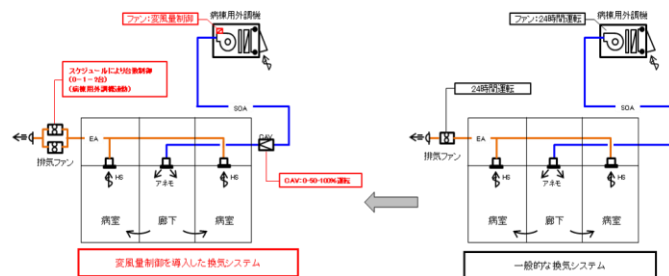 ファン:変風量制御
病棟用外調機
スケジュールにより台数制御
(0-1-2台)
(病棟用外調機連動)
SOA
EA
CAV
排気ファン
HS
アネモ
HS
CAV:0-50-100%運転
病室
廊下
病室
変風量制御を導入した換気システム
ファン:24時間運転
病棟用外調機
24時間運転
SOA
EA
排気ファン
HS
アネモ
HS
病室
廊下
病室
一般的な換気システム